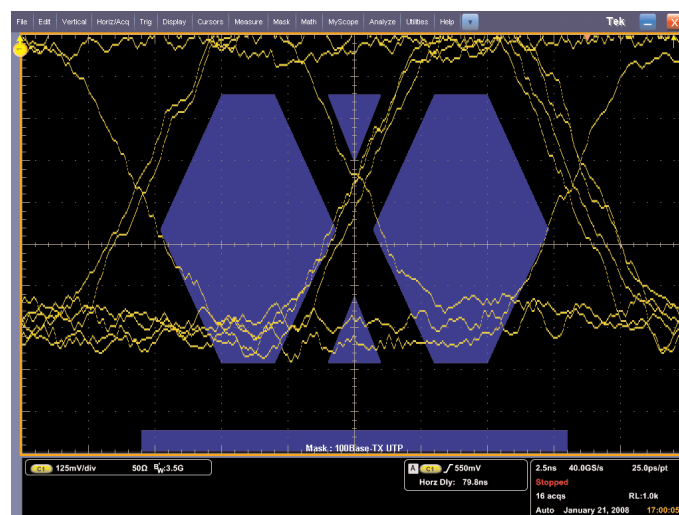 File Edit Vertical Horiz/Acq Trig Display Cursors Measure Mask Math MyScope Analyze Utilities Help Tek X
Mask : 100Base-TX UTP
C1 125mV/div 50Ω BW:3.5G
A C1 550mV
Horz Dly: 79.8ns
2.5ns 40.0GS/s 25.0ps/pt
Stopped
16 acqs RL:1.0k
Auto January 21, 2008 17:00:05